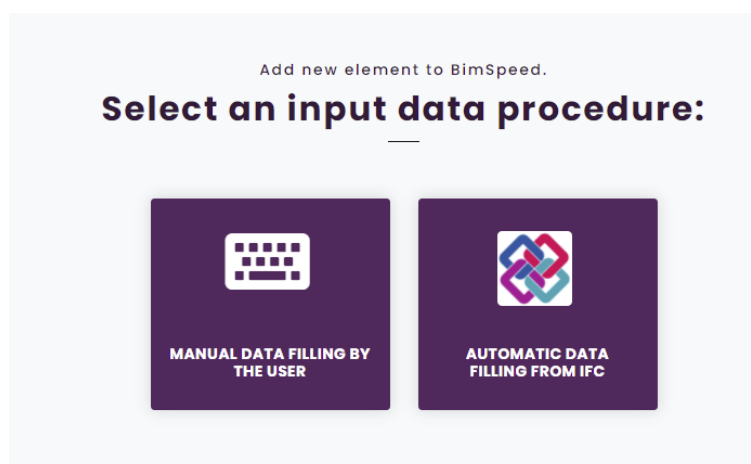 Add new element to BimSpeed.
Select an input data procedure:
MANUAL DATA FILLING BY
THE USER
AUTOMATIC DATA
FILLING FROM IFC